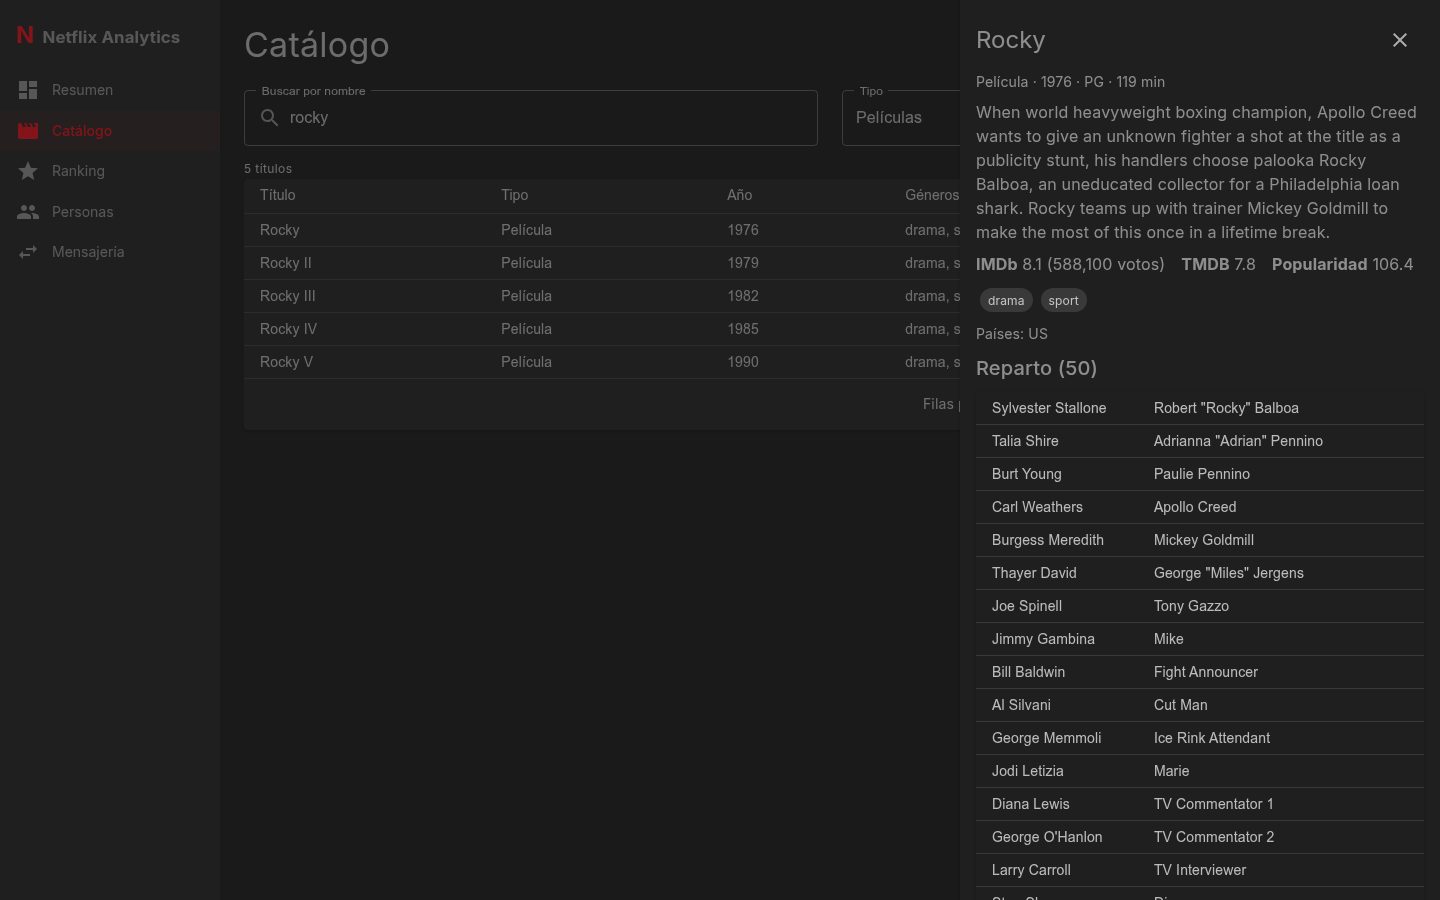 N Netflix Analytics
Resumen
Catálogo
Ranking
Personas
Mensajería
Catálogo
Buscar por nombre
rocky
Tipo
Películas
5 títulos
Título Tipo Año Géneros
Rocky Película 1976 drama, s
Rocky II Película 1979 drama, s
Rocky III Película 1982 drama, s
Rocky IV Película 1985 drama, s
Rocky V Película 1990 drama, s
Filas
Rocky
Película · 1976 · PG · 119 min
When world heavyweight boxing champion, Apollo Creed
wants to give an unknown fighter a shot at the title as a
publicity stunt, his handlers choose palooka Rocky
Balboa, an uneducated collector for a Philadelphia loan
shark. Rocky teams up with trainer Mickey Goldmill to
make the most of this once in a lifetime break.
IMDb 8.1 (588,100 votos) TMDB 7.8 Popularidad 106.4
drama sport
Países: US
Reparto (50)
Sylvester Stallone Robert "Rocky" Balboa
Talia Shire Adrianna "Adrian" Pennino
Burt Young Paulie Pennino
Carl Weathers Apollo Creed
Burgess Meredith Mickey Goldmill
Thayer David George "Miles" Jergens
Joe Spinell Tony Gazzo
Jimmy Gambina Mike
Bill Baldwin Fight Announcer
Al Silvani Cut Man
George Memmoli Ice Rink Attendant
Jodi Letizia Marie
Diana Lewis TV Commentator 1
George O'Hanlon TV Commentator 2
Larry Carroll TV Interviewer